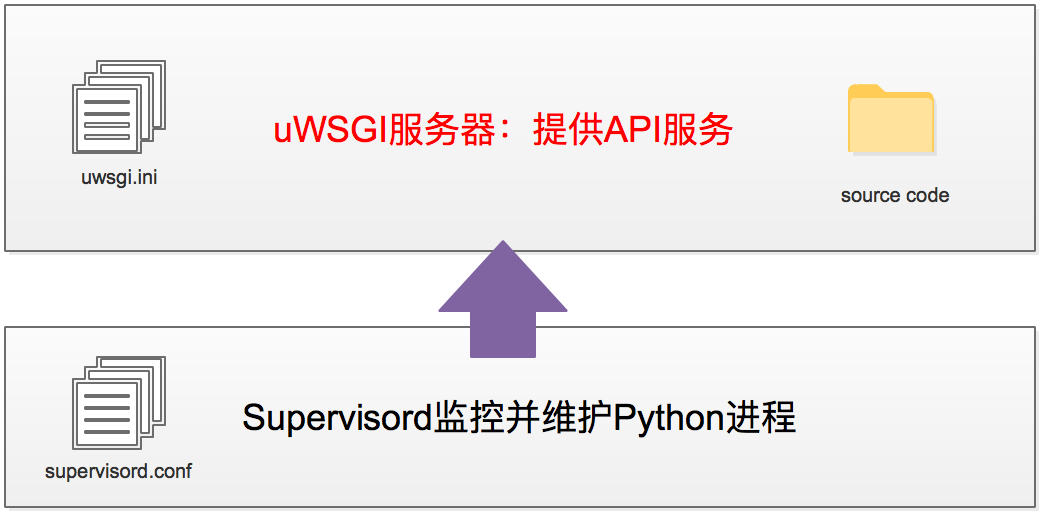 uWSGI服务器：提供API服务
uwsgi.ini
source code
Supervisord监控并维护Python进程
supervisord.conf